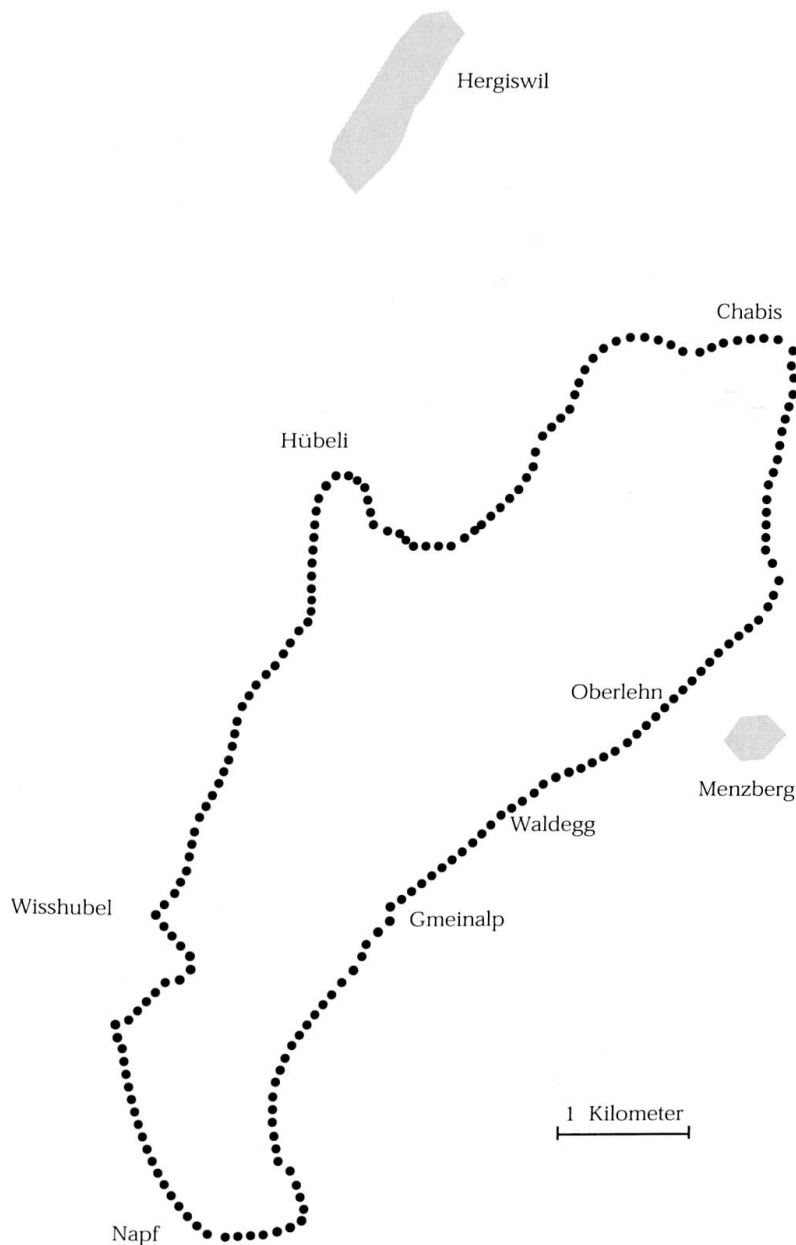 Hergiswil
Chabis
Hübeli
Oberlehn
Menzberg
Waldegg
Wisshubel
Gmeinalp
1 Kilometer
Napf